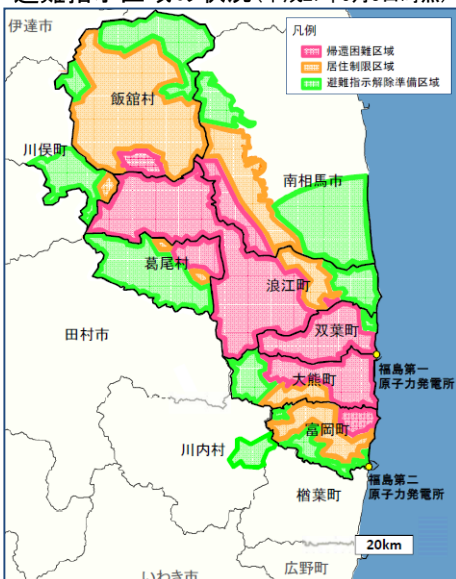 伊達市
凡例
帰還困難区域
居住制限区域
避難指示解除準備区域
飯舘村
川俣町
南相馬市
葛尾村
浪江町
田村市
双葉町
福島第一
原子力発電所
大熊町
富岡町
川内村
福島第二
原子力発電所
楢葉町
20km
広野町
いわき市